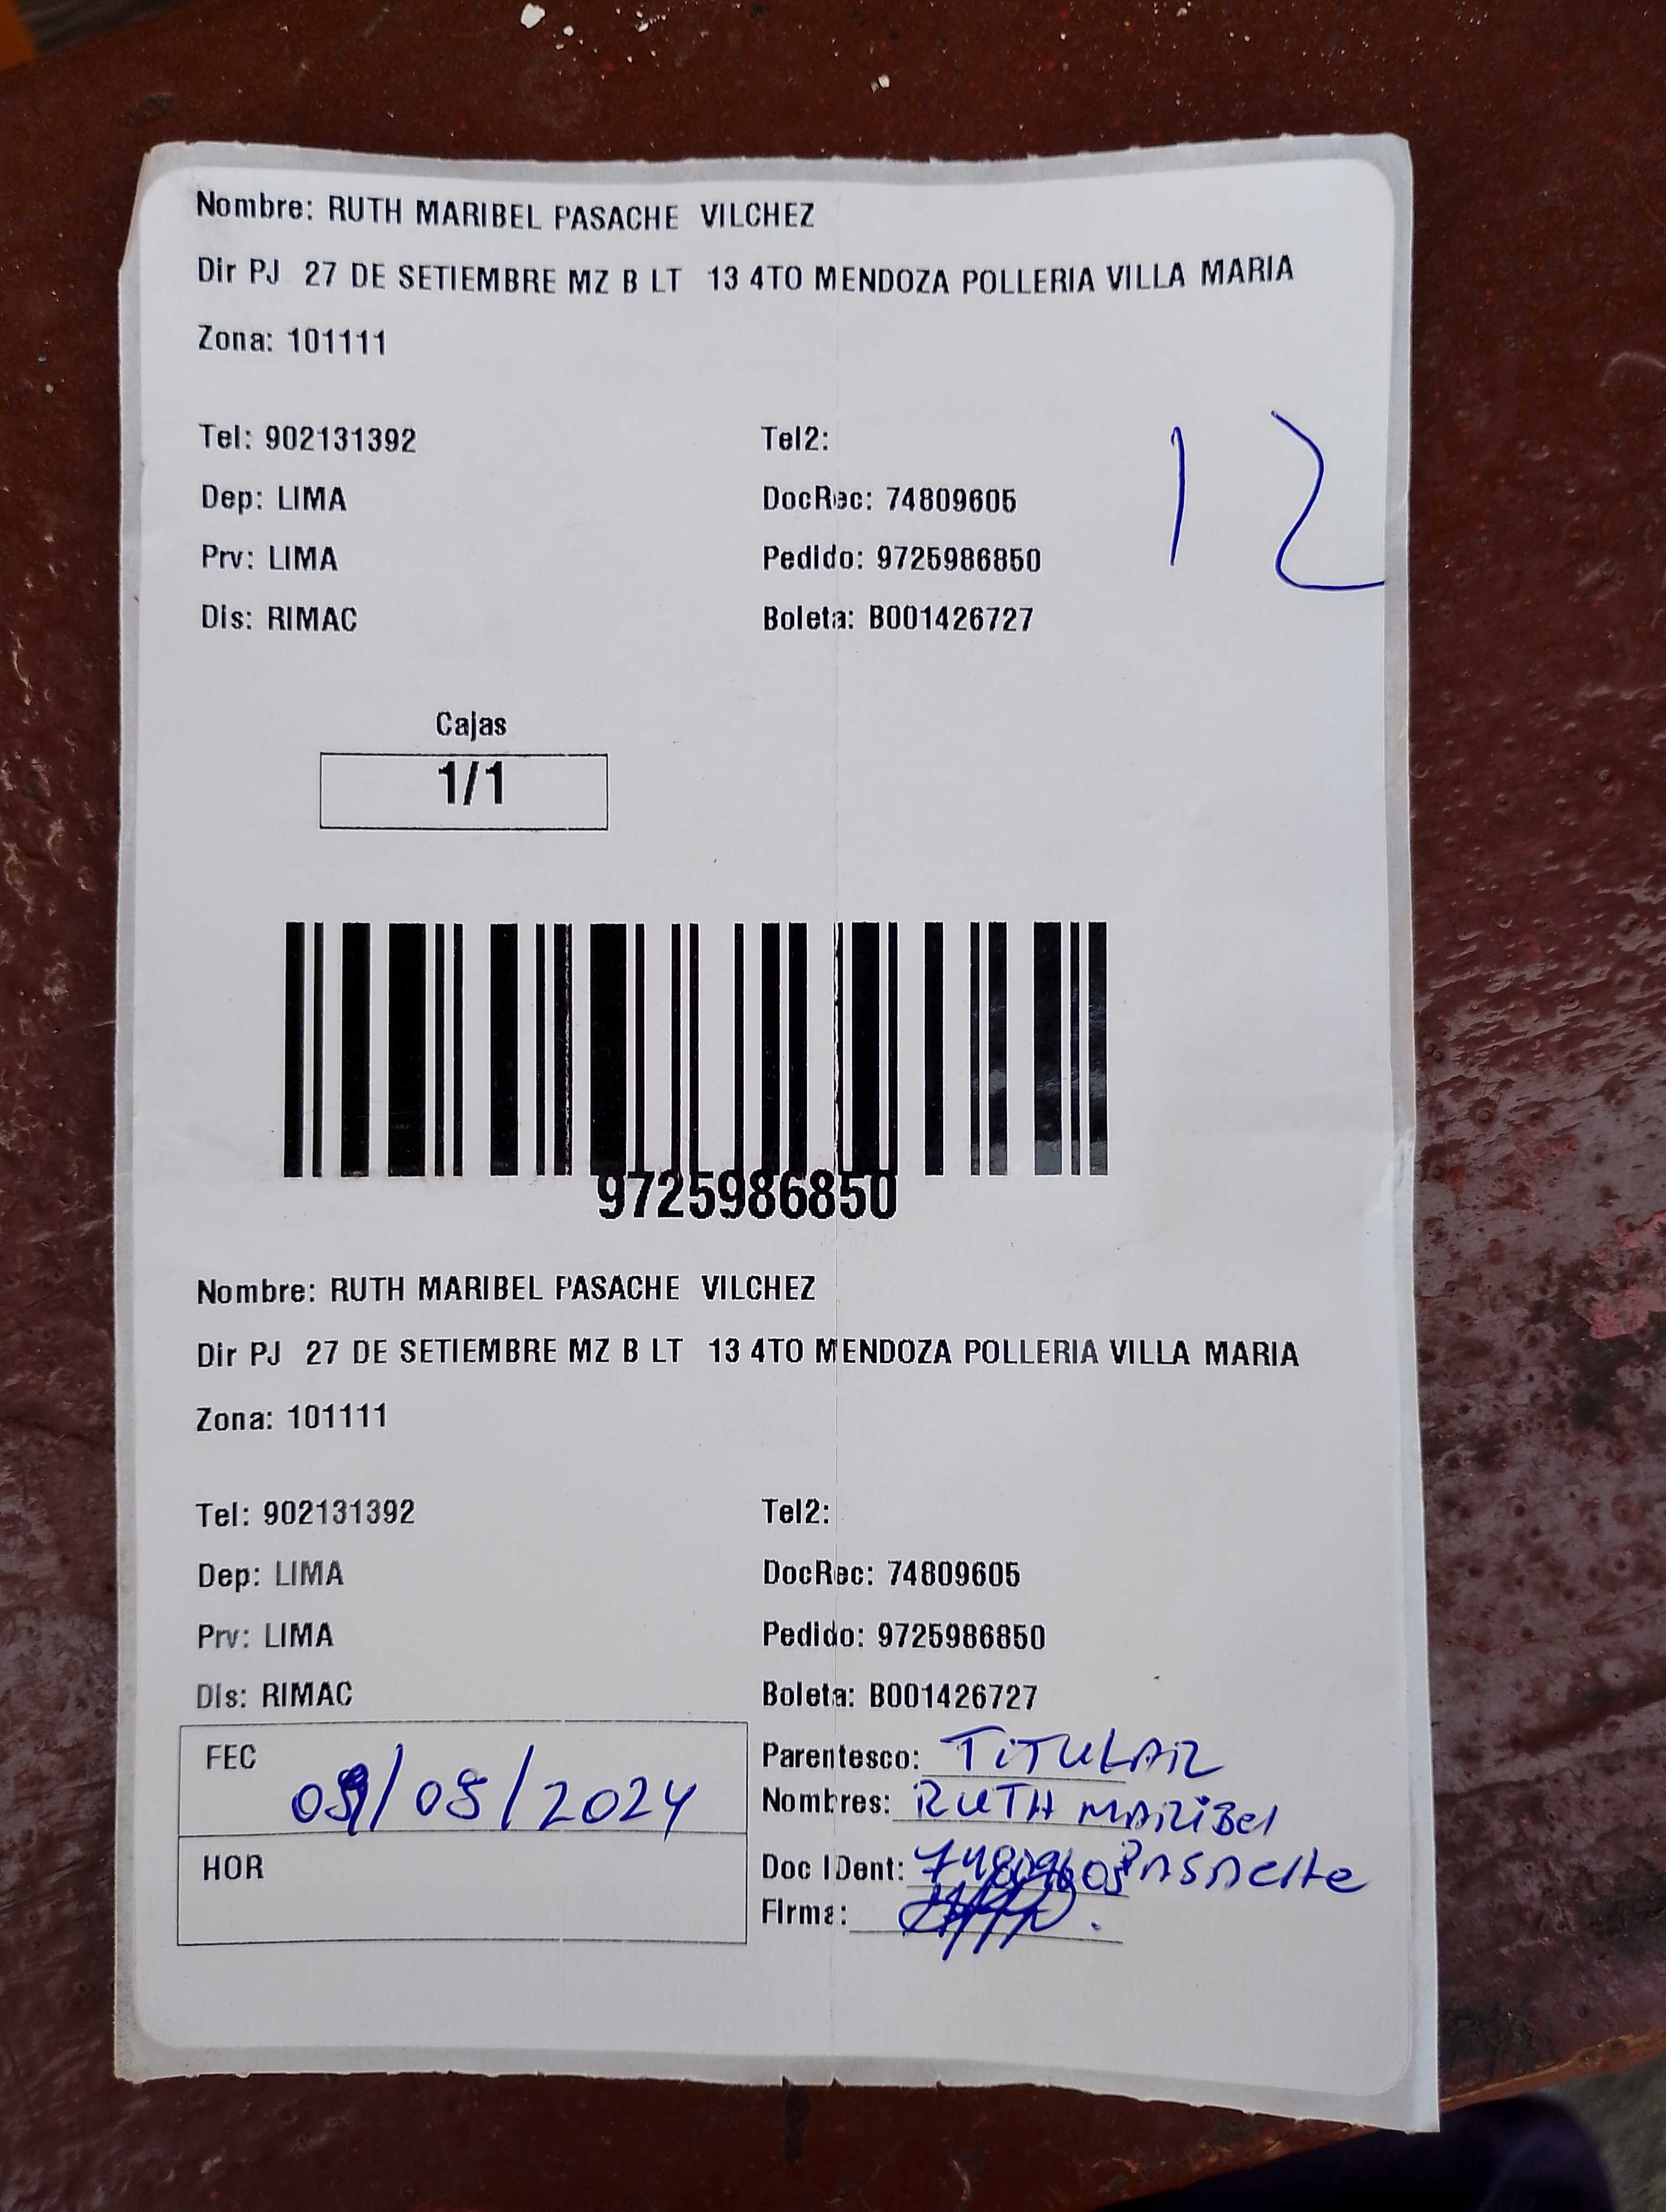 Nombre: RUTH MARIBEL PASACHE VILCHEZ
Dir PJ 27 DE SETIEMBRE MZ B LT 13 4TO MENDOZA POLLERIA VILLA MARIA
Zona: 101111
Tel: 902131392 Tel2:
Dep: LIMA DocRec: 74809605
Prv: LIMA Pedido: 9725986850
Dis: RIMAC Boleta: B001426727
12
Cajas
1/1
9725986850
Nombre: RUTH MARIBEL PASACHE VILCHEZ
Dir PJ 27 DE SETIEMBRE MZ B LT 13 4TO MENDOZA POLLERIA VILLA MARIA
Zona: 101111
Tel: 902131392 Tel2:
Dep: LIMA DocRec: 74809605
Prv: LIMA Pedido: 9725986850
Dis: RIMAC Boleta: B001426727
FEC
Parentesco: TiTULAR
Nombres: RUTH MARiBel
HOR
Doc IDent: 74809605 PASACHe
Firma: